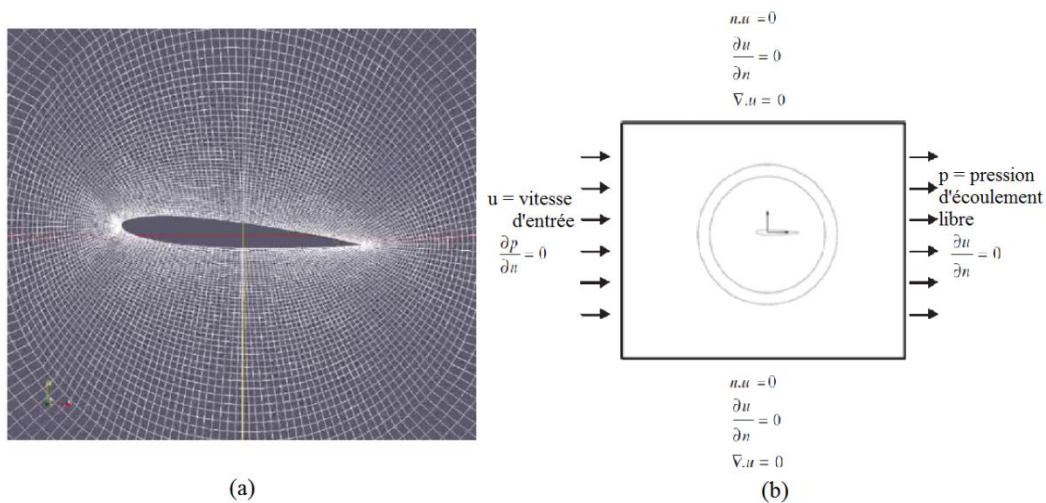 n.u = 0
∂u/∂n = 0
∇.u = 0
u = vitesse
d'entrée
∂p/∂n = 0
p = pression
d'écoulement
libre
∂u/∂n = 0
n.u = 0
∂u/∂n = 0
∇.u = 0
(a)
(b)